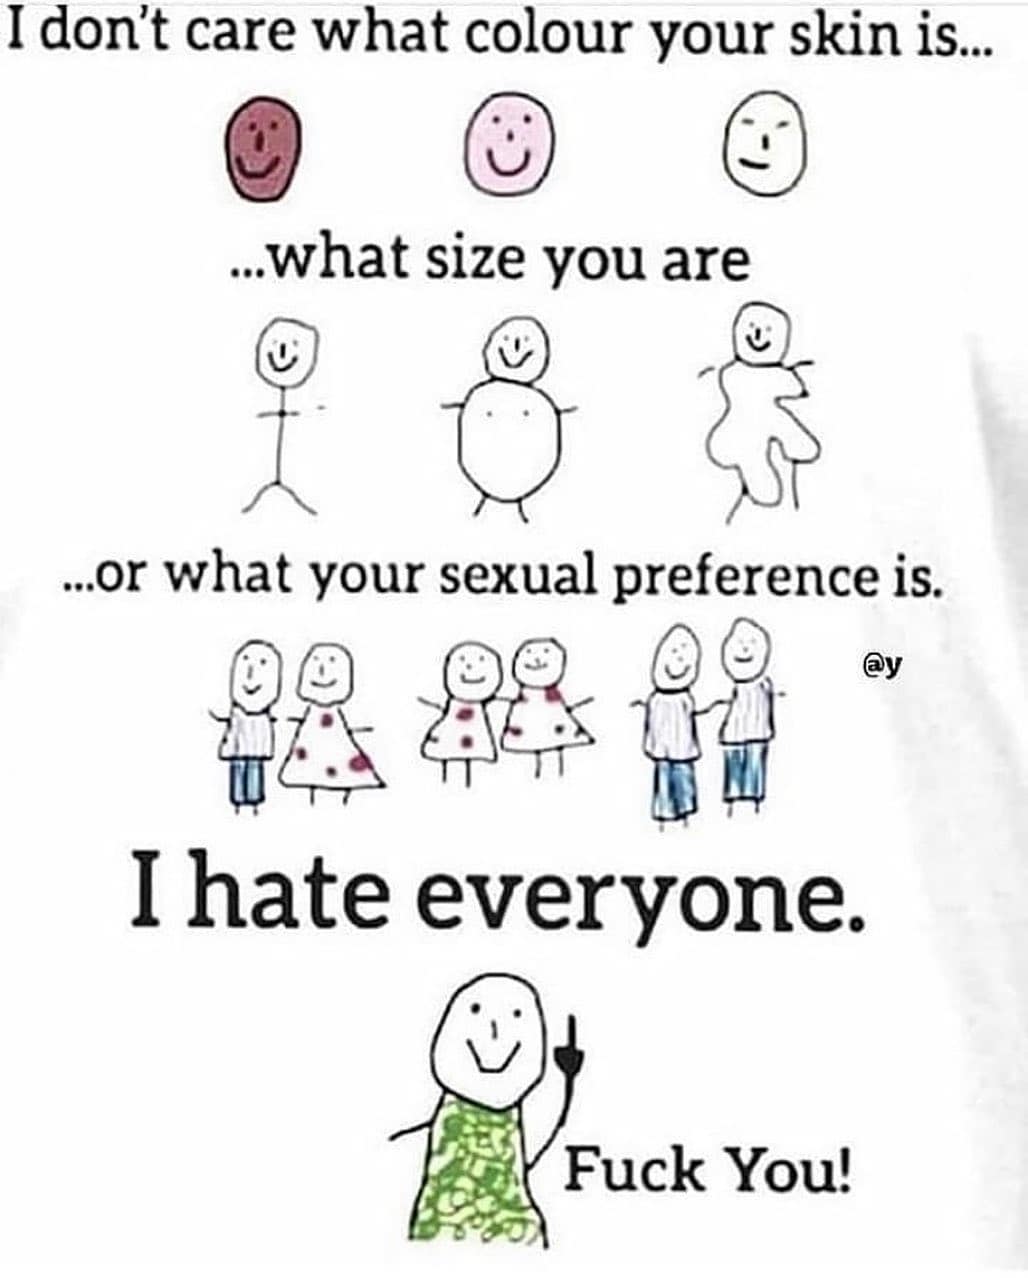 I don't care what colour your skin is...
...what size you are
...or what your sexual preference is.
@y
I hate everyone.
Fuck You!